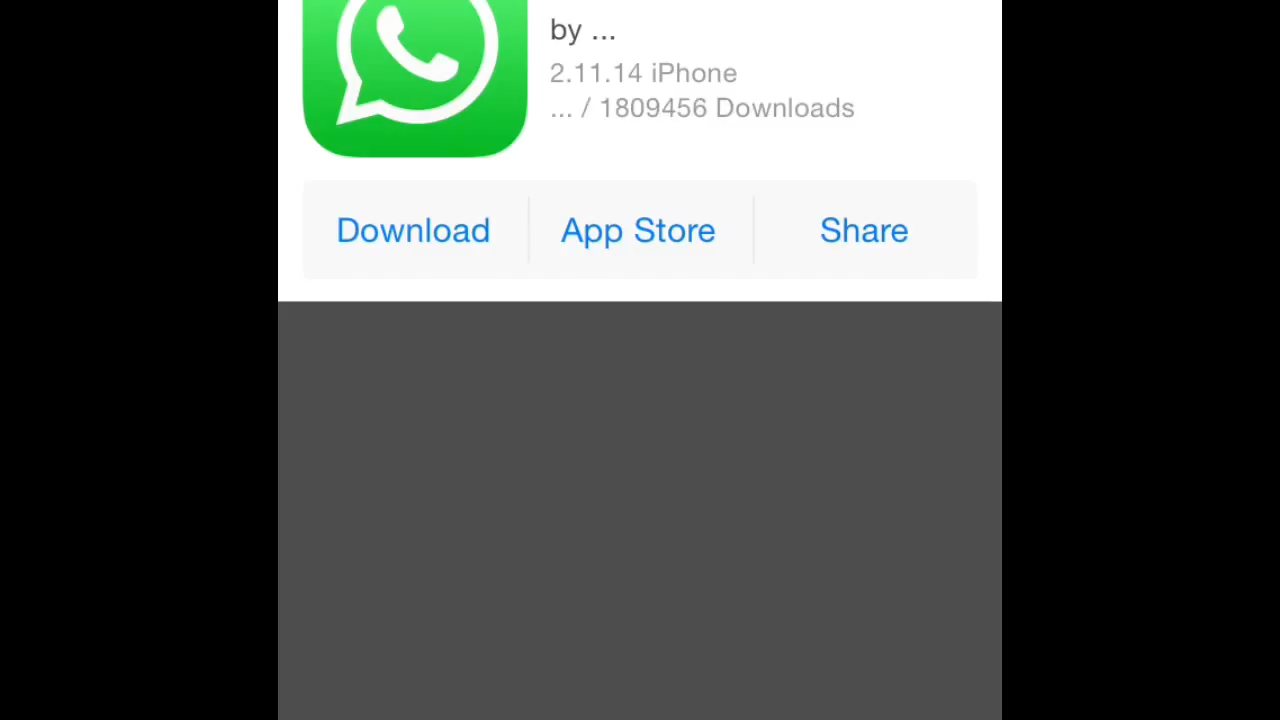 by ...
2.11.14 iPhone
... / 1809456 Downloads
Download
App Store
Share